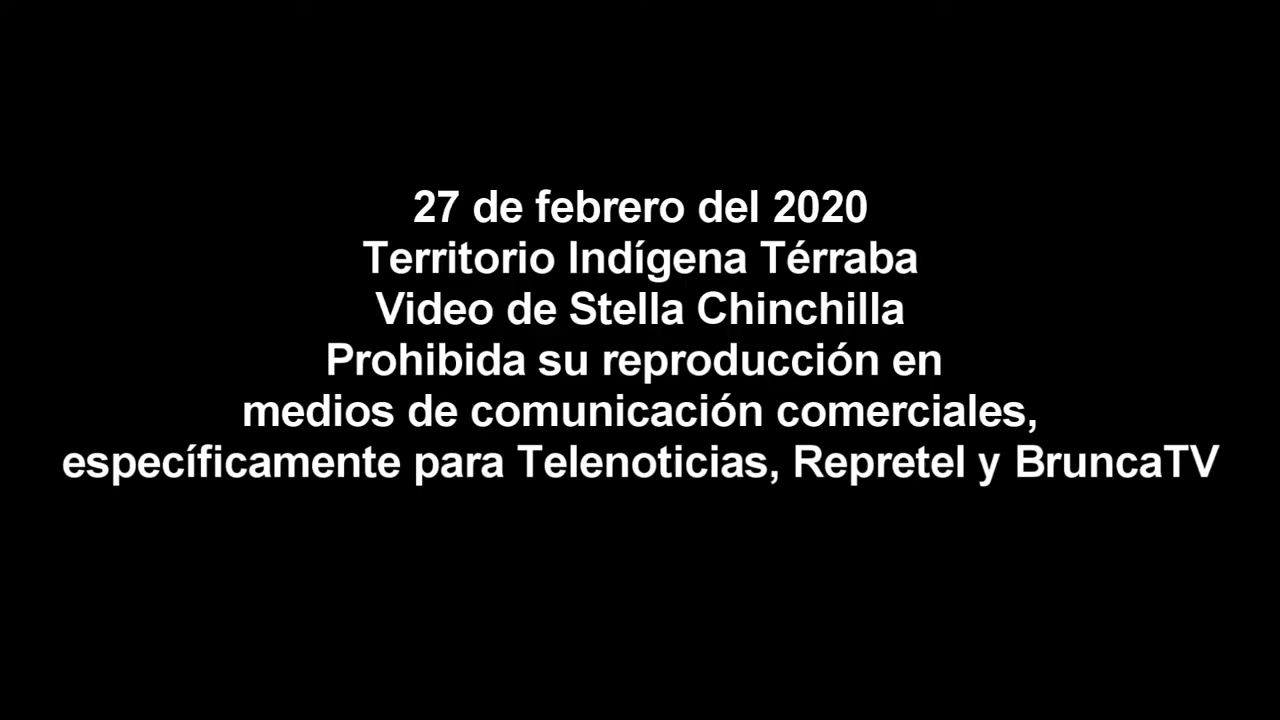 27 de febrero del 2020
Territorio Indígena Térraba
Video de Stella Chinchilla
Prohibida su reproducción en
medios de comunicación comerciales,
específicamente para Telenoticias, Repretel y BruncaTV